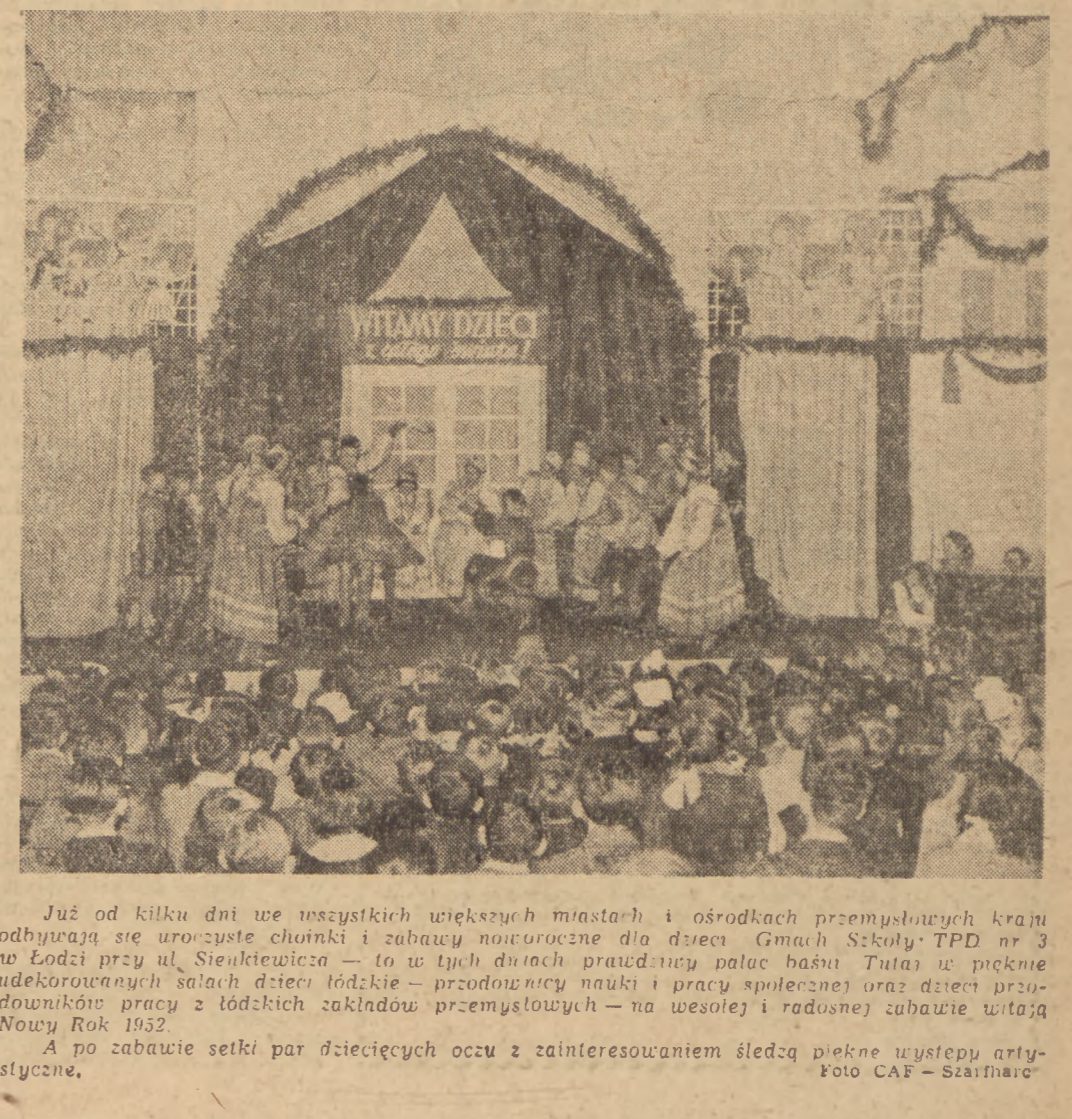 WITAMY DZIECI
z całego świata!
Już od kilku dni we wszystkich większych miastach i ośrodkach przemysłowych kraju
odbywają się uroczyste choinki i zabawy noworoczne dla dzieci Gmach Szkoły TPD nr 3
w Łodzi przy ul. Sienkiewicza — to w tych dniach prawdziwy pałac baśni Tutaj w pięknie
udekorowanych salach dzieci łódzkie — przodownicy nauki i pracy społecznej oraz dzieci przo-
downików pracy z łódzkich zakładów przemysłowych — na wesołej i radosnej zabawie witają
Nowy Rok 1952.
A po zabawie setki par dziecięcych oczu z zainteresowaniem śledzą piękne występy arty-
styczne.
Foto CAF — Szarfharc